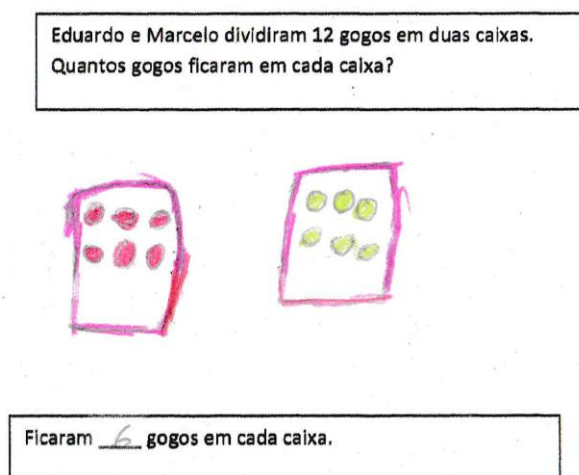 Eduardo e Marcelo dividiram 12 gogos em duas caixas.
Quantos gogos ficaram em cada caixa?
Ficaram 6 gogos em cada caixa.